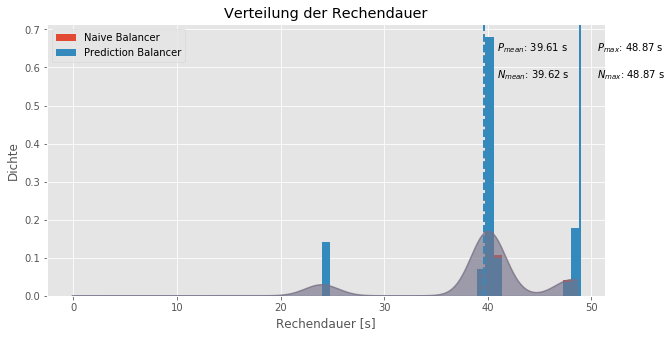 Verteilung der Rechendauer
Naive Balancer
Prediction Balancer
P_mean: 39.61 s
P_max: 48.87 s
N_mean: 39.62 s
N_max: 48.87 s
Dichte
0.7
0.6
0.5
0.4
0.3
0.2
0.1
0.0
0 10 20 30 40 50
Rechendauer [s]